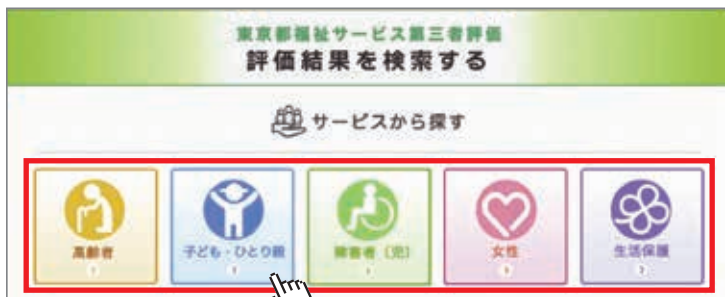 東京都福祉サービス第三者評価
評価結果を検索する
サービスから探す
高齢者
子ども・ひとり親
障害者（児）
女性
生活保護